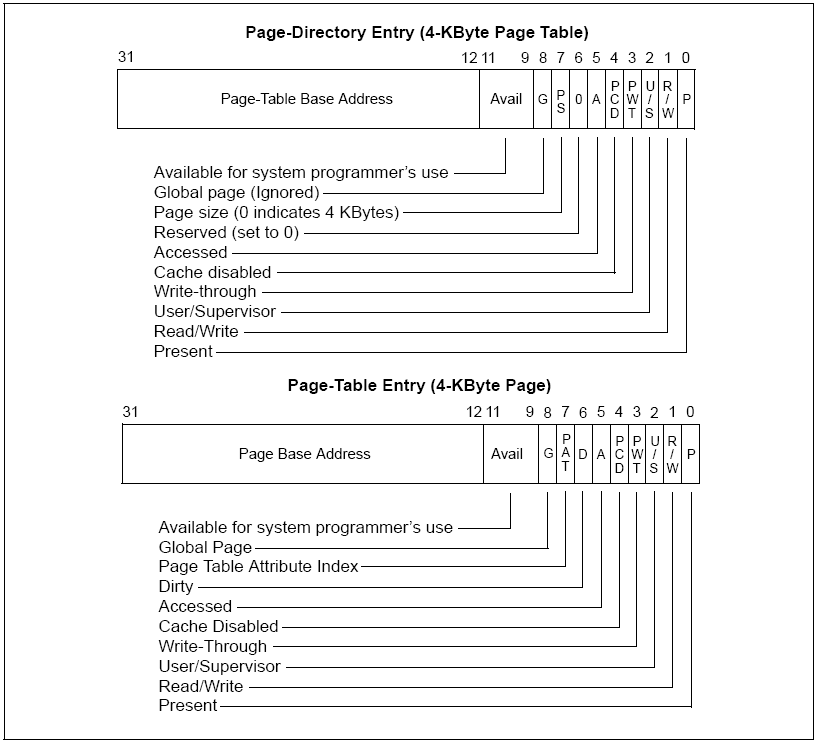 Page-Directory Entry (4-KByte Page Table)
31 12 11 9 8 7 6 5 4 3 2 1 0
Page-Table Base Address Avail G PS 0 A PCD PWT U/S R/W P
Available for system programmer's use
Global page (Ignored)
Page size (0 indicates 4 KBytes)
Reserved (set to 0)
Accessed
Cache disabled
Write-through
User/Supervisor
Read/Write
Present
Page-Table Entry (4-KByte Page)
31 12 11 9 8 7 6 5 4 3 2 1 0
Page Base Address Avail G PAT D A PCD PWT U/S R/W P
Available for system programmer's use
Global Page
Page Table Attribute Index
Dirty
Accessed
Cache Disabled
Write-Through
User/Supervisor
Read/Write
Present